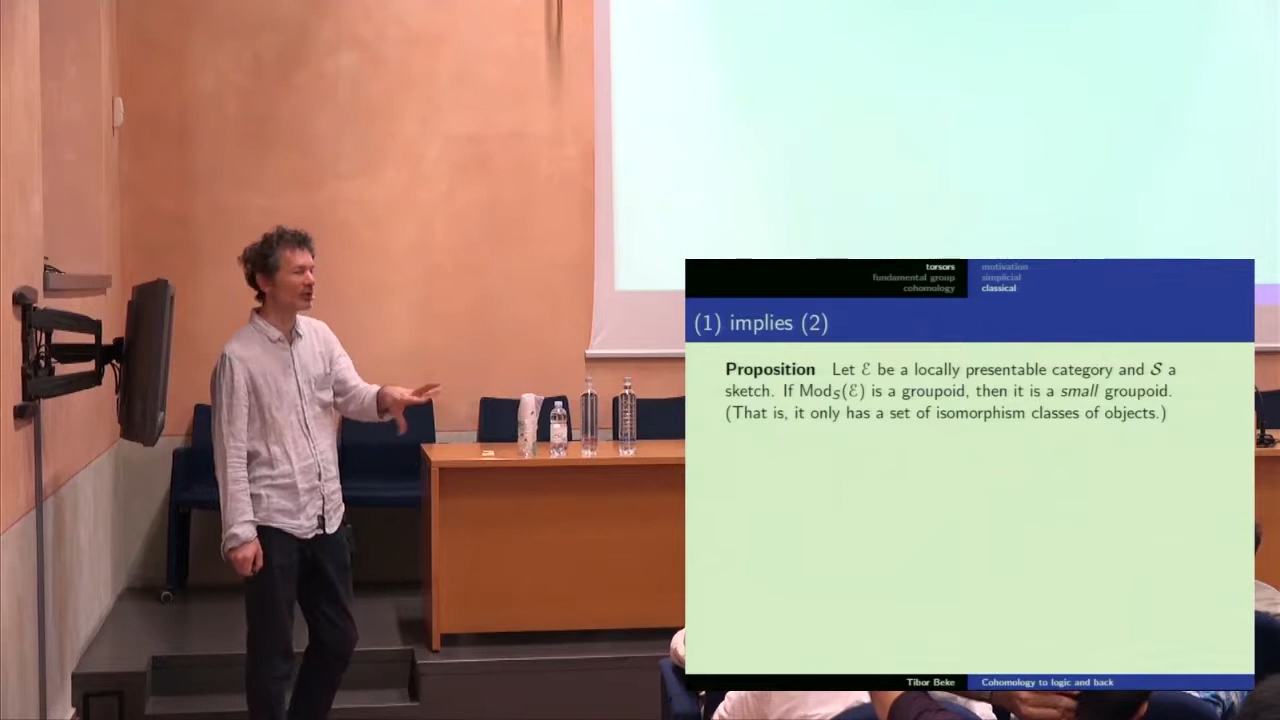 torsors
fundamental group
cohomology
motivation
simplicial
classical
(1) implies (2)
Proposition Let ℰ be a locally presentable category and 𝒮 a
sketch. If Mod_𝒮(ℰ) is a groupoid, then it is a small groupoid.
(That is, it only has a set of isomorphism classes of objects.)
Tibor Beke
Cohomology to logic and back